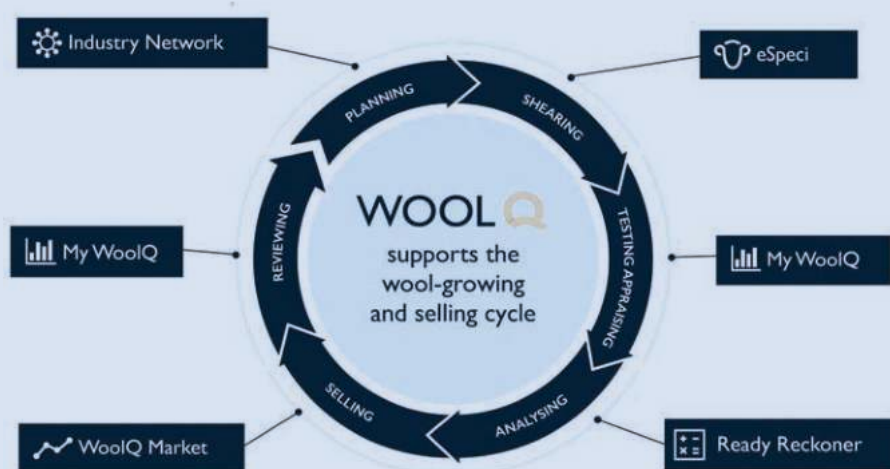 Industry Network
eSpeci
PLANNING
SHEARING
WOOL Q
supports the
wool-growing
and selling cycle
REVIEWING
TESTING APPRAISING
My WoolQ
My WoolQ
SELLING
ANALYSING
WoolQ Market
Ready Reckoner